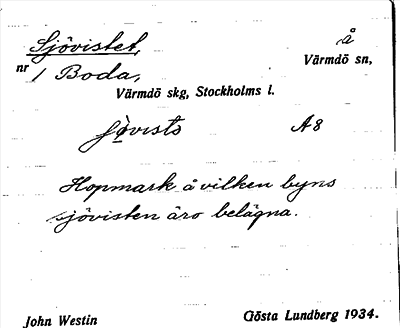 Sjövistet, å
nr 1 Boda, Värmdö sn,
Värmdö skg, Stockholms l.
A8
Hopmark å vilken byns
sjövisten äro belägna.
John Westin Gösta Lundberg 1934.